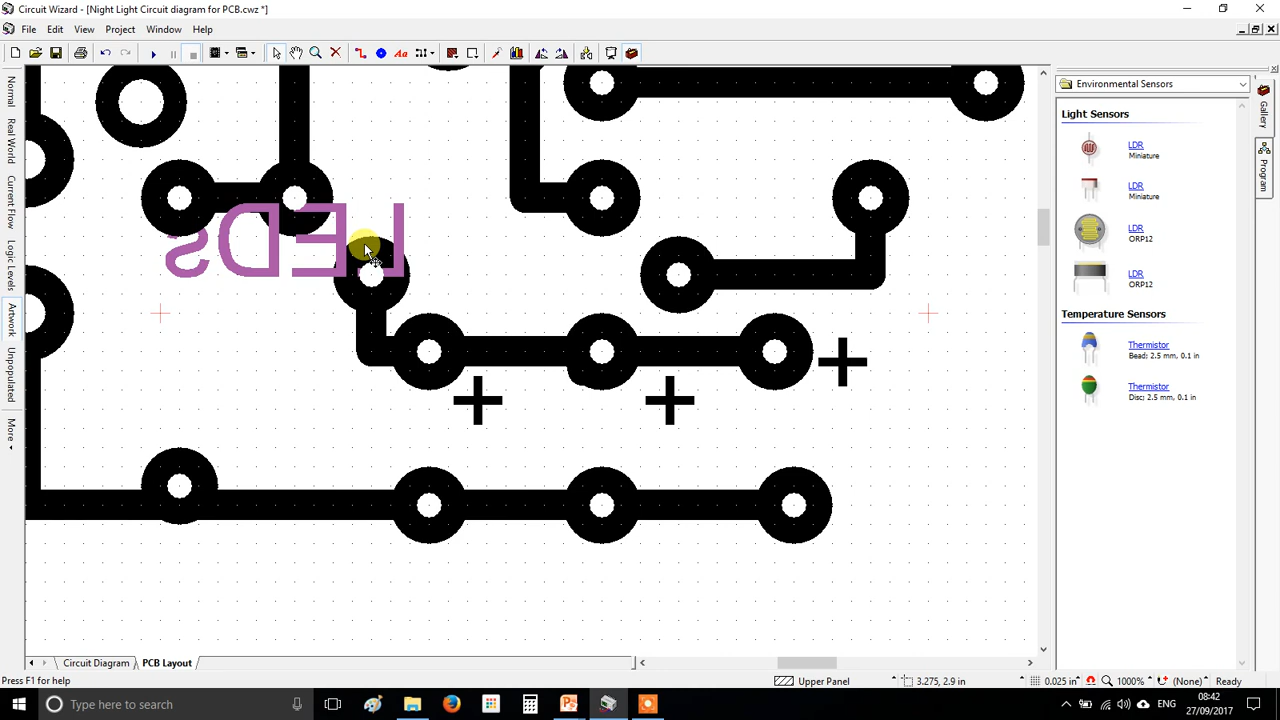 Circuit Wizard - [Night Light Circuit diagram for PCB.cwz *]
File Edit View Project Window Help
Aa
Environmental Sensors
Light Sensors
LDR
Miniature
LDR
Miniature
LDR
ORP12
LDR
ORP12
Temperature Sensors
Thermistor
Bead; 2.5 mm, 0.1 in
Thermistor
Disc; 2.5 mm, 0.1 in
Gallery
Program
Normal
Real World
Current Flow
Logic Levels
Artwork
Unpopulated
More
LEDs
+
+
+
Circuit Diagram
PCB Layout
Press F1 for help
Upper Panel
3.275, 2.9 in
0.025 in
1000%
(None)
Ready
Type here to search
ENG
08:42
27/09/2017